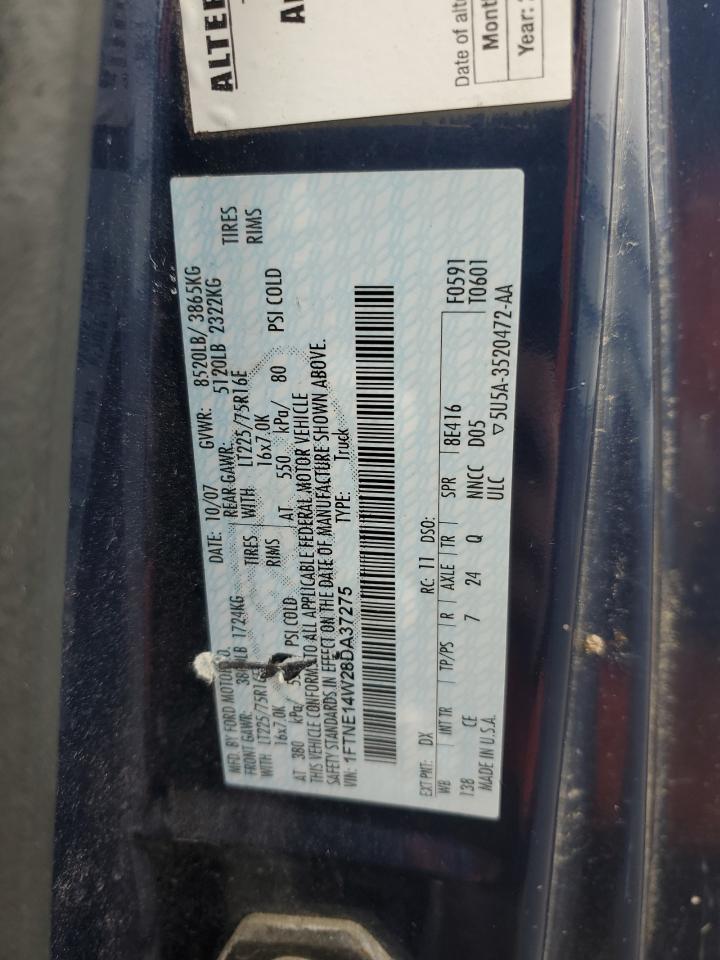 ALTER
Date of alte
Mont
Year: 2
MFD. BY FORD MOTOR CO.
DATE: 10/07 GVWR: 8520LB/ 3865KG
FRONT GAWR: LB 1724KG REAR GAWR: 5120LB 2322KG
WITH LT225/75R16E TIRES WITH LT225/75R16E TIRES
16x7.0K RIMS 16x7.0K RIMS
AT 380 kPa/ PSI COLD AT 550 kPa/ 80 PSI COLD
THIS VEHICLE CONFORMS TO ALL APPLICABLE FEDERAL MOTOR VEHICLE
SAFETY STANDARDS IN EFFECT ON THE DATE OF MANUFACTURE SHOWN ABOVE.
VIN: 1FTNE14W28DA37275 TYPE: Truck
EXT PNT: DX RC: 11 DSO: F0591
WB INT TR TP/PS R AXLE TR SPR 8E416 T0601
138 CE 7 24 Q NNCC D05
MADE IN U.S.A. ULC ▽5U5A-3520472-AA